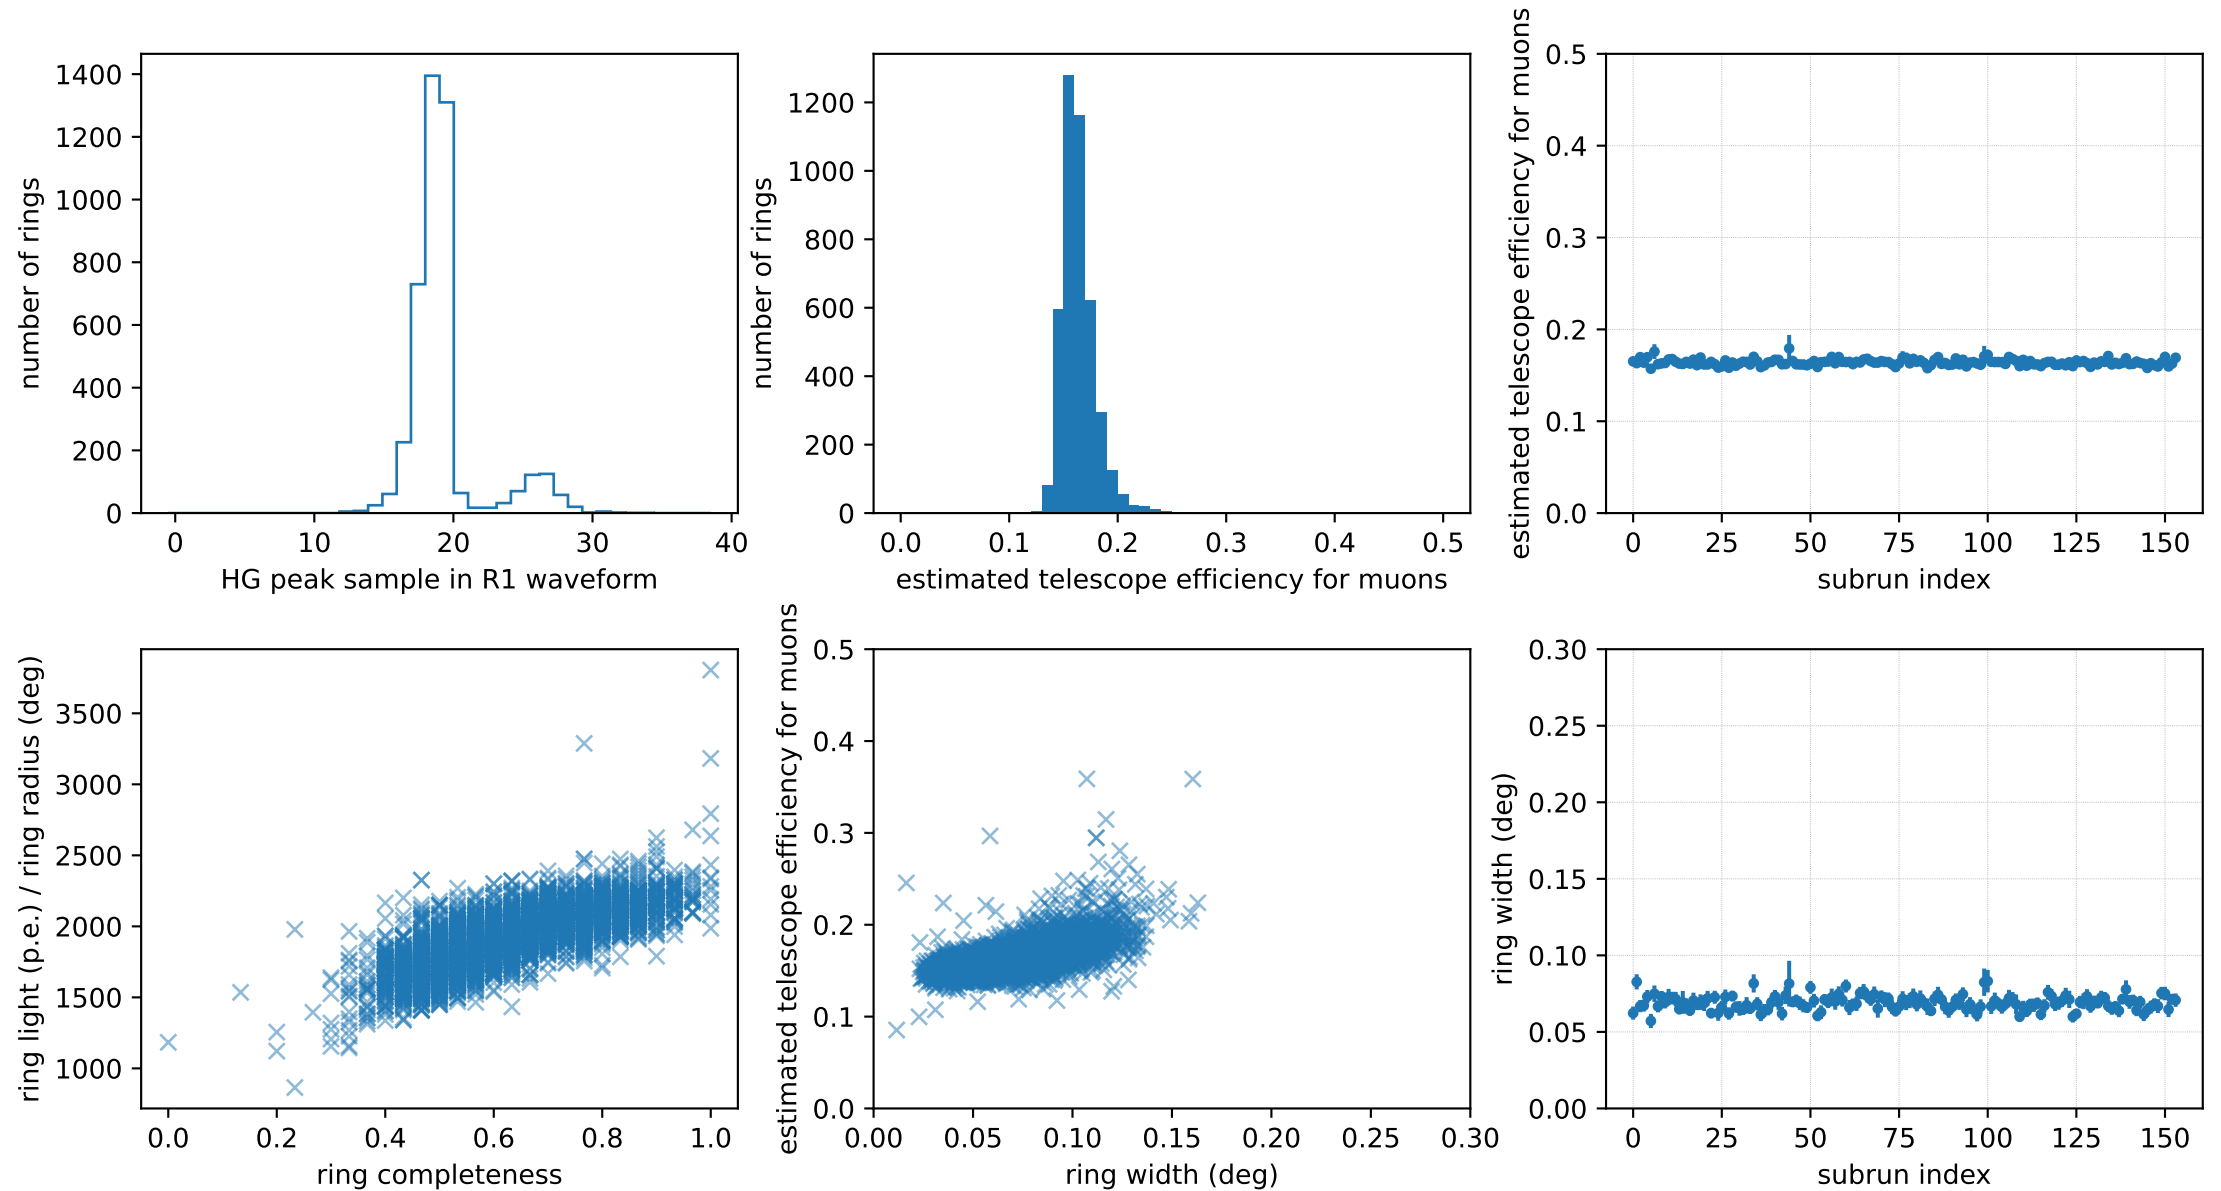 number of rings
1400
1200
1000
800
600
400
200
0
0 10 20 30 40
HG peak sample in R1 waveform
number of rings
1200
1000
800
600
400
200
0
0.0 0.1 0.2 0.3 0.4 0.5
estimated telescope efficiency for muons
estimated telescope efficiency for muons
0.5
0.4
0.3
0.2
0.1
0.0
0 25 50 75 100 125 150
subrun index
ring light (p.e.) / ring radius (deg)
3500
3000
2500
2000
1500
1000
0.0 0.2 0.4 0.6 0.8 1.0
ring completeness
estimated telescope efficiency for muons
0.5
0.4
0.3
0.2
0.1
0.0
0.00 0.05 0.10 0.15 0.20 0.25 0.30
ring width (deg)
ring width (deg)
0.30
0.25
0.20
0.15
0.10
0.05
0.00
0 25 50 75 100 125 150
subrun index